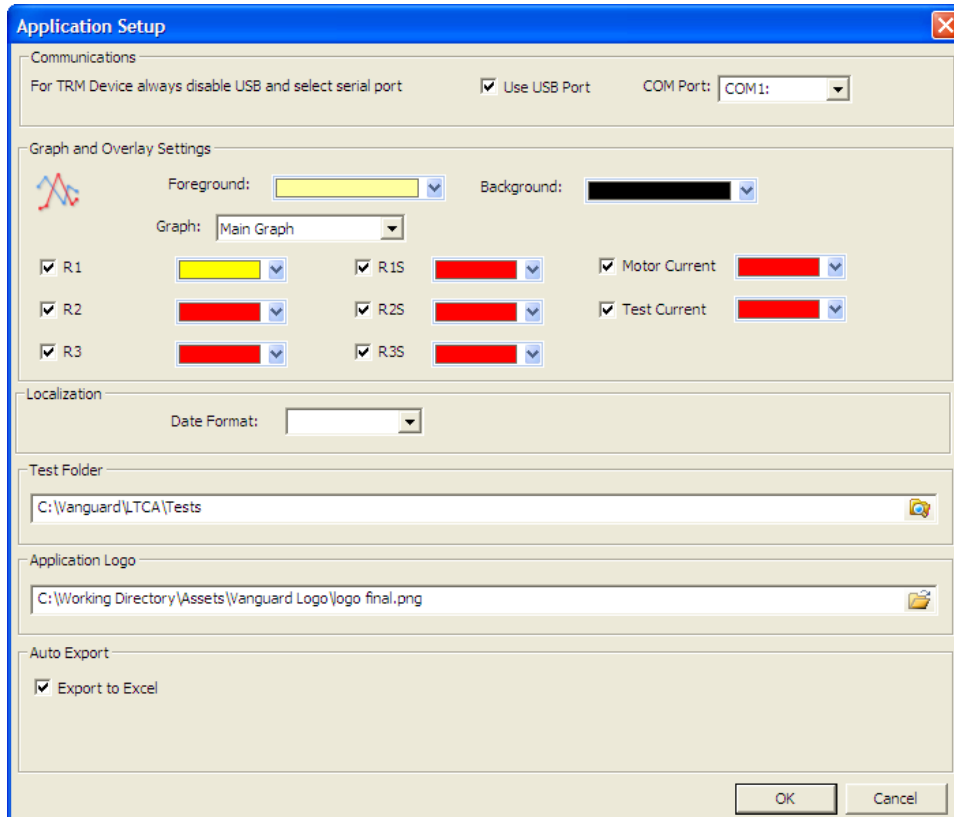 Application Setup
Communications
For TRM Device always disable USB and select serial port Use USB Port COM Port: COM1:
Graph and Overlay Settings
Foreground: Background:
Graph: Main Graph
R1 R1S Motor Current
R2 R2S Test Current
R3 R3S
Localization
Date Format:
Test Folder
C:\Vanguard\LTCA\Tests
Application Logo
C:\Working Directory\Assets\Vanguard Logo\logo final.png
Auto Export
Export to Excel
OK Cancel